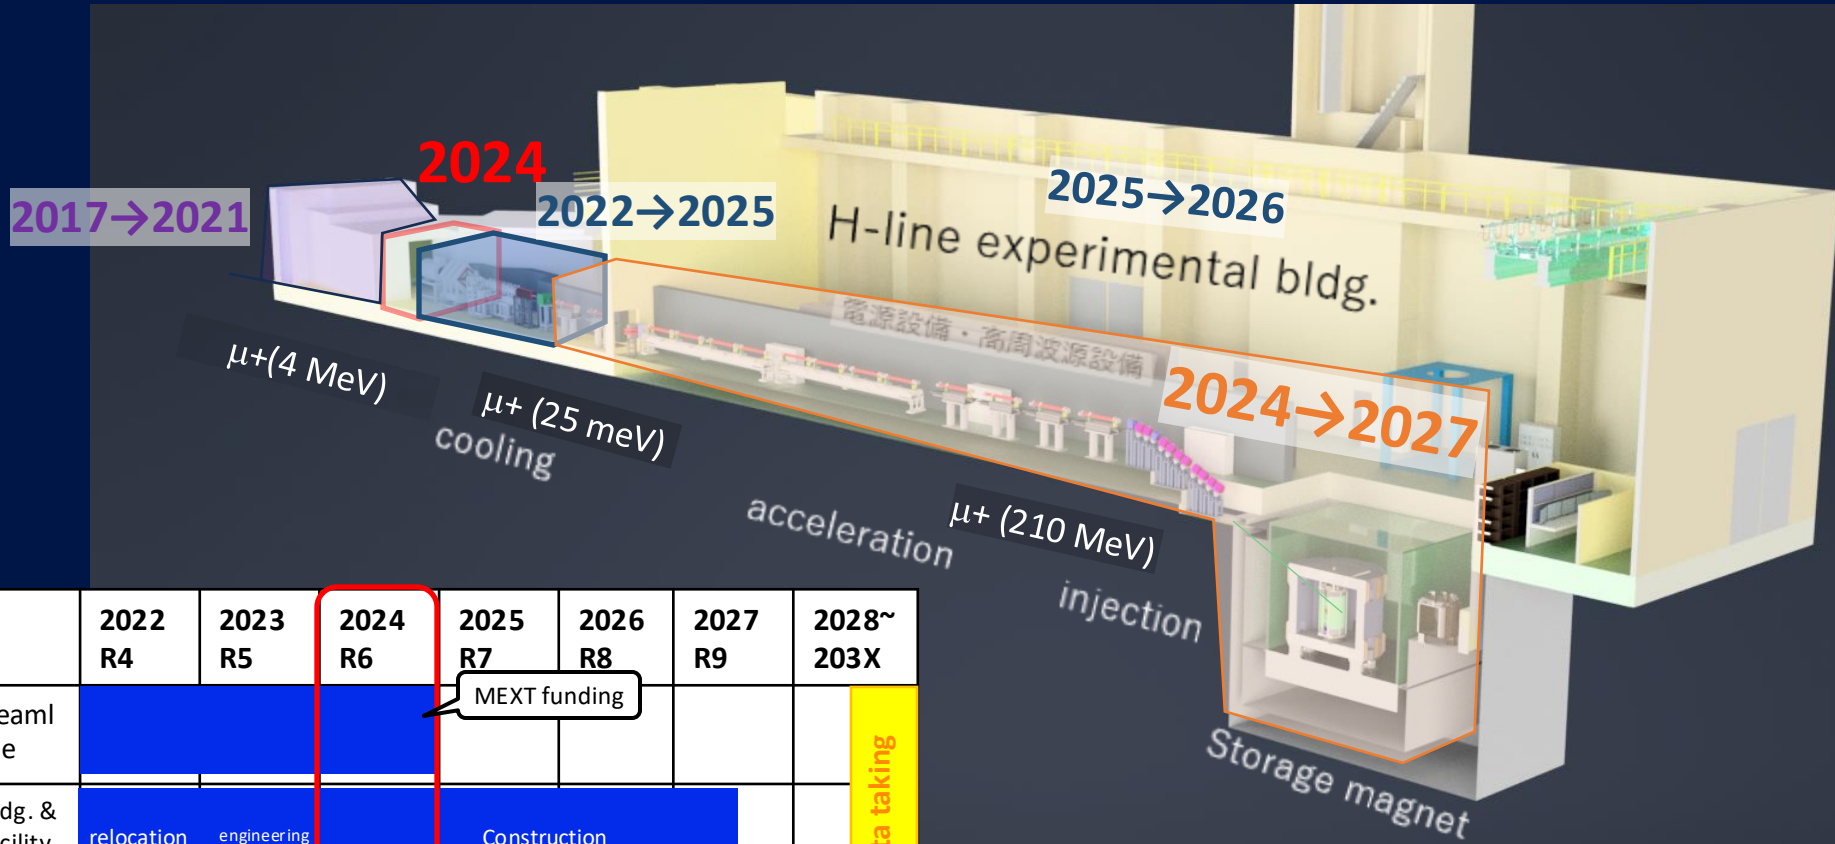 2024
2017→2021
2022→2025
2025→2026
H-line experimental bldg.
電源設備・高周波源設備
2024→2027
μ+(4 MeV)
μ+ (25 meV)
cooling
acceleration
μ+ (210 MeV)
injection
Storage magnet
2022 2023 2024 2025 2026 2027 2028~
R4 R5 R6 R7 R8 R9 203X
MEXT funding
taking
&
relocation engineering Construction